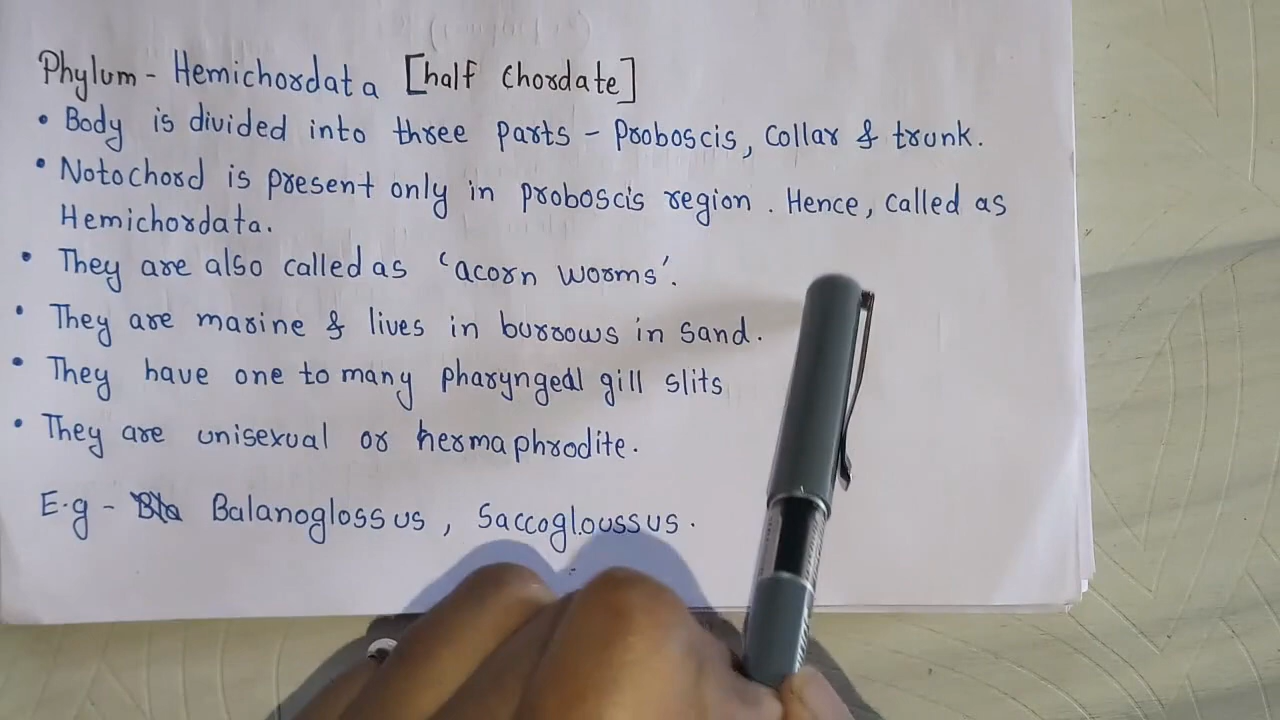 Phylum - Hemichordata [half Chordate]
• Body is divided into three parts - Proboscis, Collar & trunk.
• Notochord is present only in proboscis region. Hence, called as
Hemichordata.
• They are also called as 'acorn worms'.
• They are marine & lives in burrows in sand.
• They have one to many pharyngeal gill slits
• They are unisexual or hermaphrodite.
E.g - Balanoglossus, Saccogloussus.